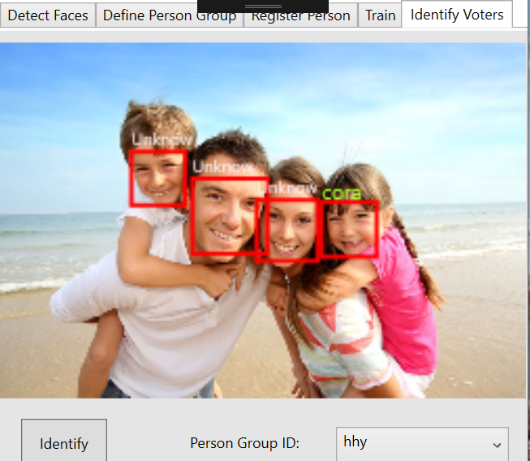 Detect Faces
Define Person Group
Register Person
Train
Identify Voters
Unknow
Unknow
Unknow
cora
Identify
Person Group ID:
hhy